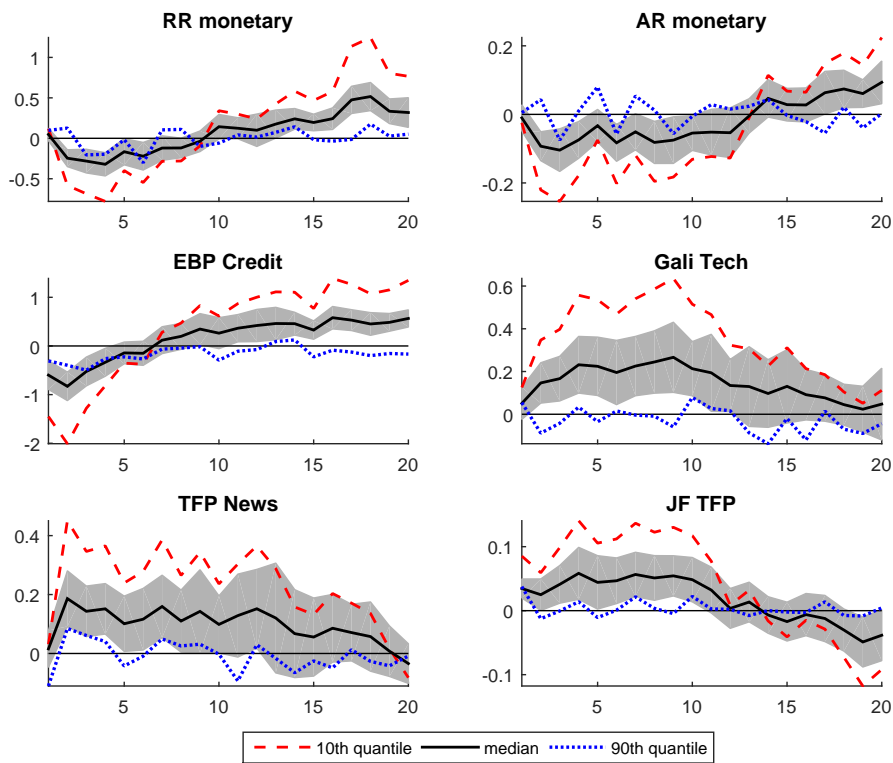 RR monetary
1
0.5
0
-0.5
5 10 15 20
AR monetary
0.2
0
-0.2
5 10 15 20
EBP Credit
1
0
-1
-2
5 10 15 20
Gali Tech
0.6
0.4
0.2
0
5 10 15 20
TFP News
0.4
0.2
0
5 10 15 20
JF TFP
0.1
0
-0.1
5 10 15 20
10th quantile median 90th quantile